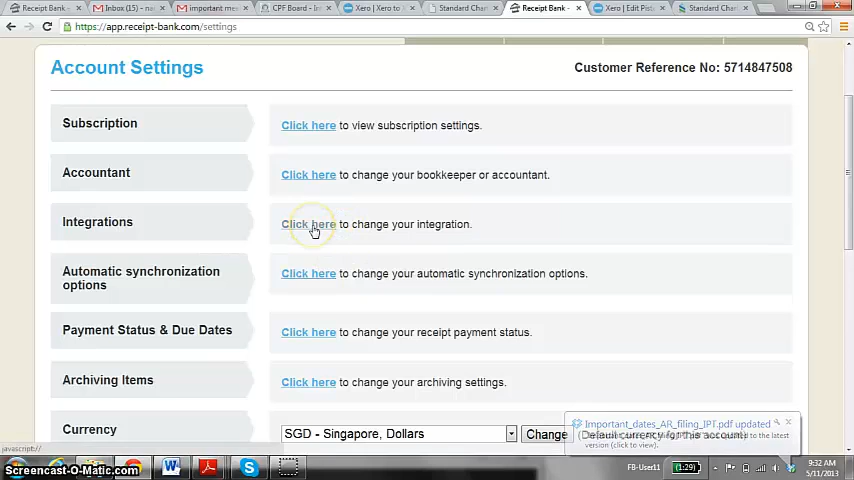 Receipt Bank -
Inbox (15) - na
important me
CPF Board - In
Xero | Xero to
Standard Char
Receipt Bank -
Xero | Edit Pist
Standard Char
https://app.receipt-bank.com/settings
Account Settings
Customer Reference No: 5714847508
Subscription
Click here to view subscription settings.
Accountant
Click here to change your bookkeeper or accountant.
Integrations
Click here to change your integration.
Automatic synchronization
options
Click here to change your automatic synchronization options.
Payment Status & Due Dates
Click here to change your receipt payment status.
Archiving Items
Click here to change your archiving settings.
Currency
SGD - Singapore, Dollars
Change
(Default currency for this account)
Important_dates_AR_filing_IPT.pdf updated
to the latest
version (click to view).
javascript://
Screencast-O-Matic.com
FB-User11
(1:29)
9:32 AM
5/11/2013